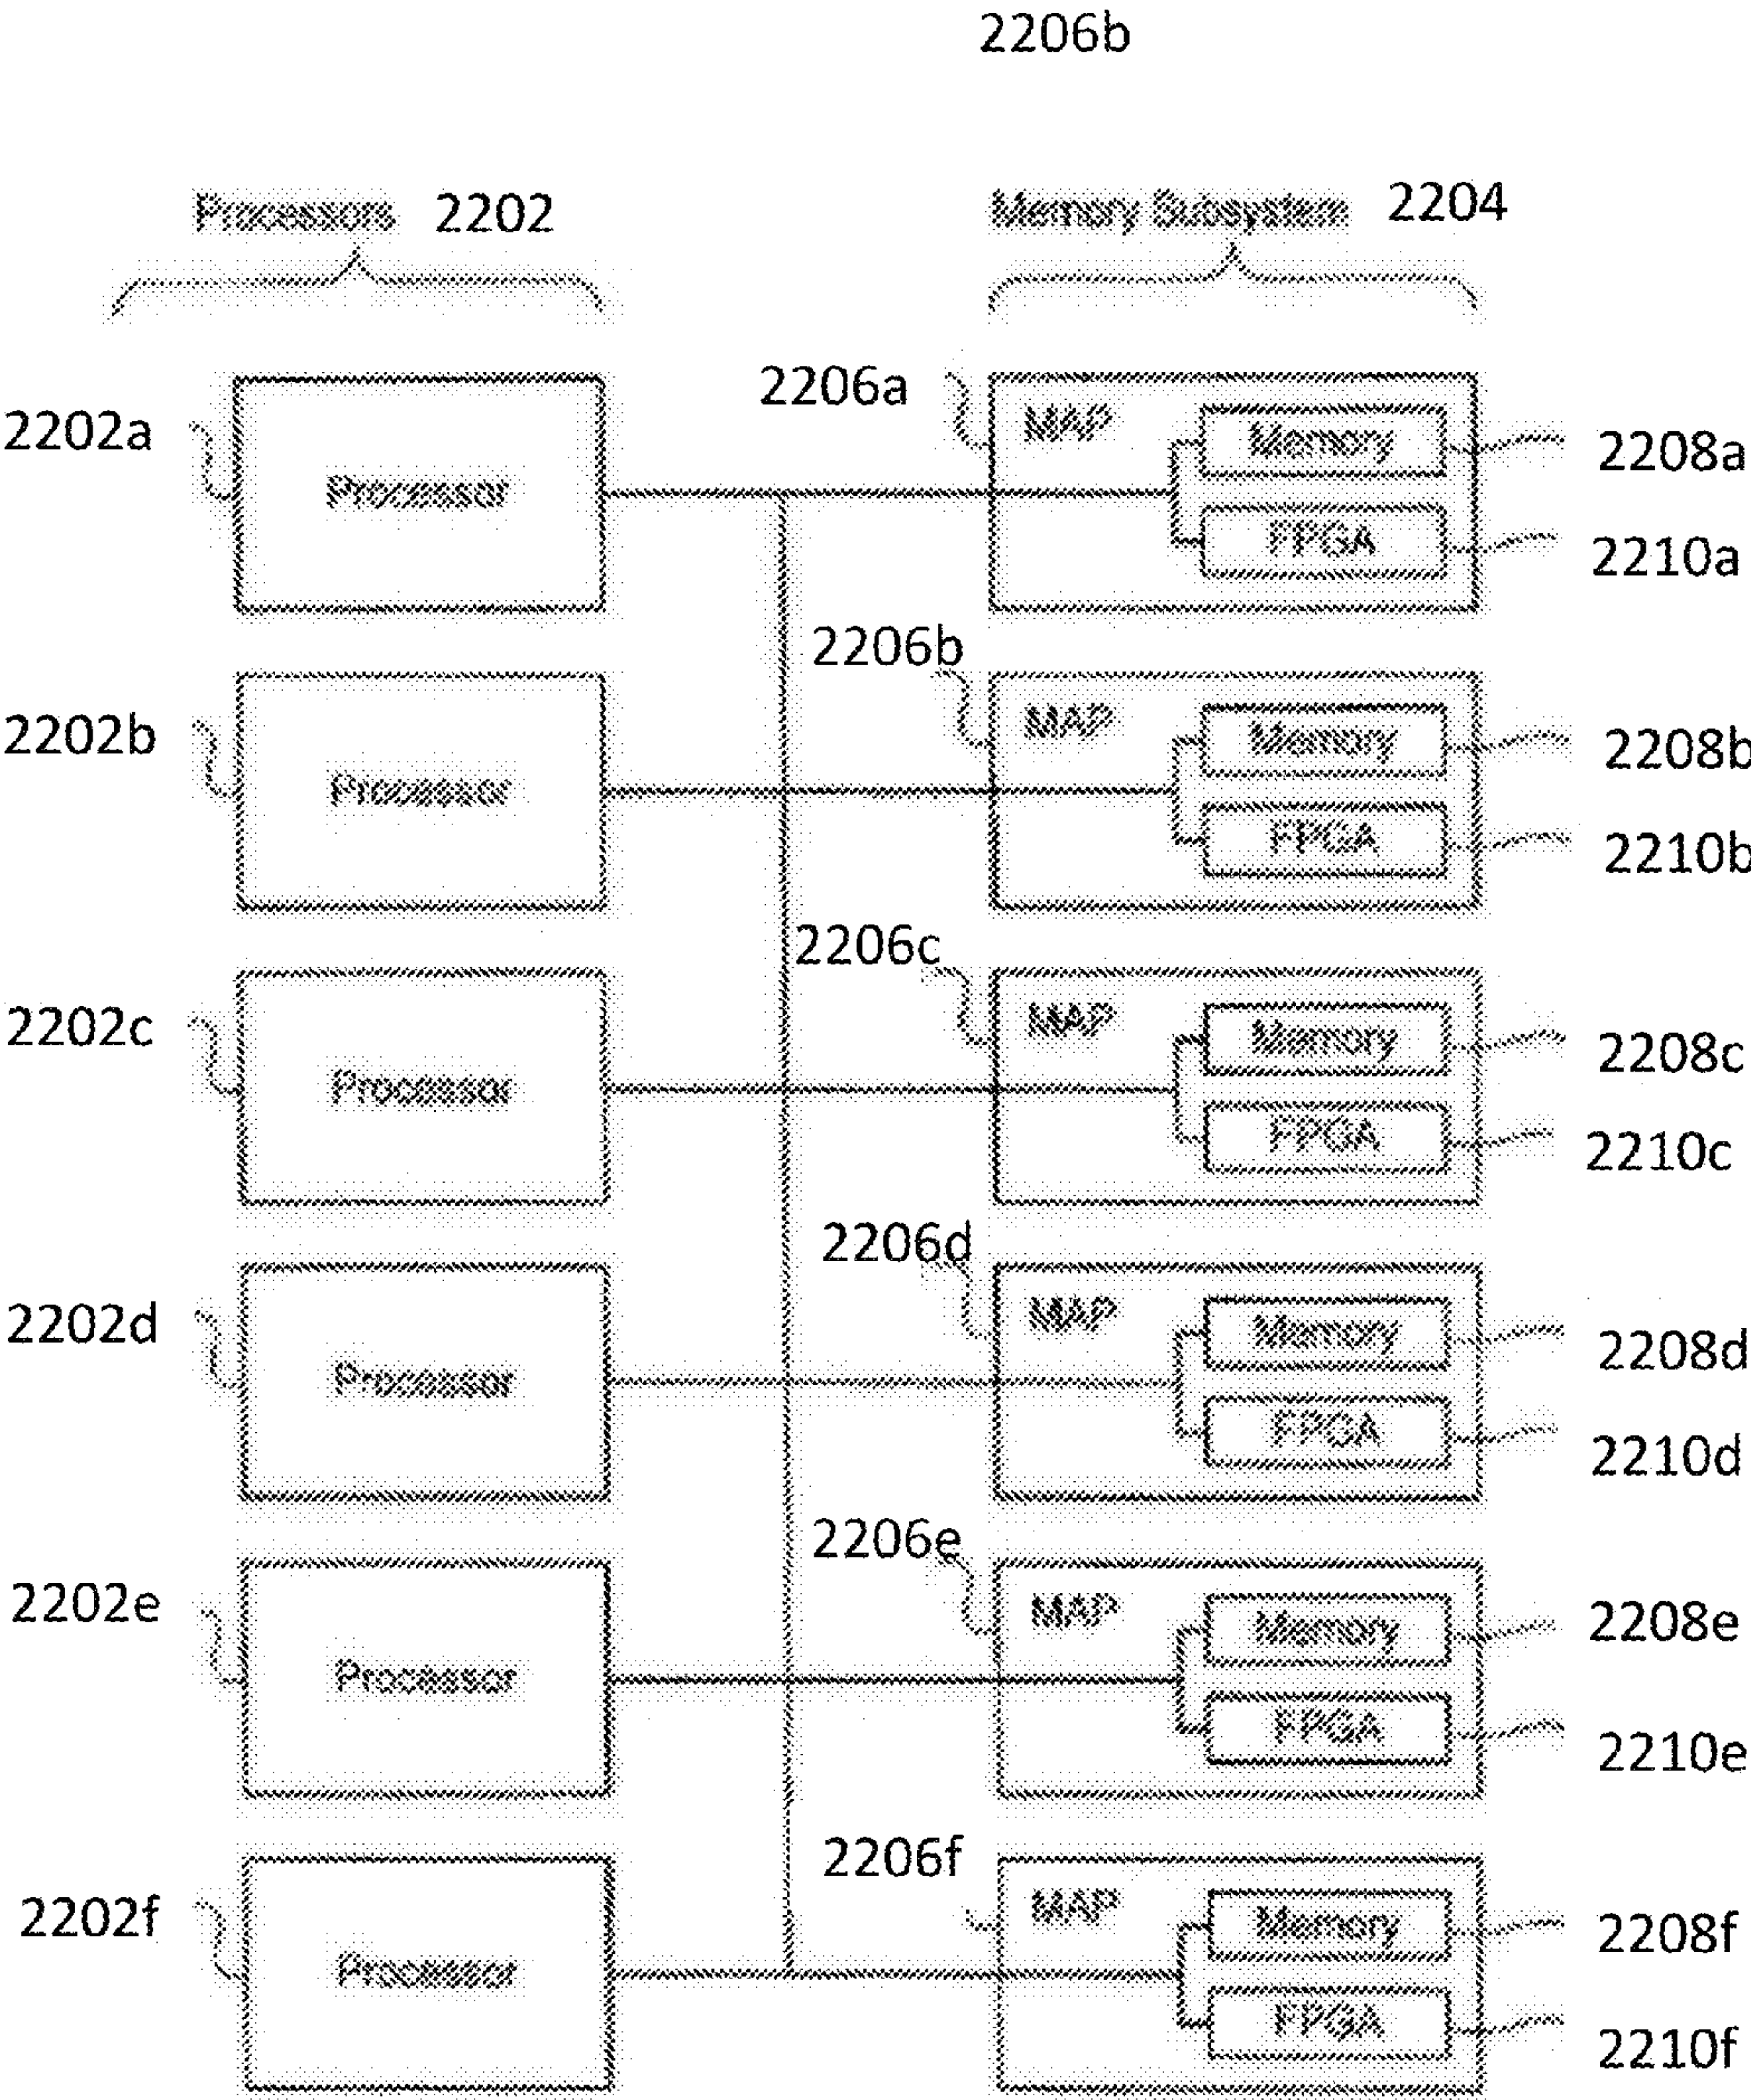 2206b
Processors 2202
Memory Subsystem 2204
2206a
MAP
Memory
2202a
2208a
Processor
FPGA
2210a
2206b
MAP
Memory
2202b
2208b
Processor
FPGA
2210b
2206c
MAP
Memory
2202c
2208c
Processor
FPGA
2210c
2206d
MAP
Memory
2202d
2208d
Processor
FPGA
2210d
2206e
MAP
Memory
2202e
2208e
Processor
FPGA
2210e
2206f
MAP
Memory
2202f
2208f
Processor
FPGA
2210f